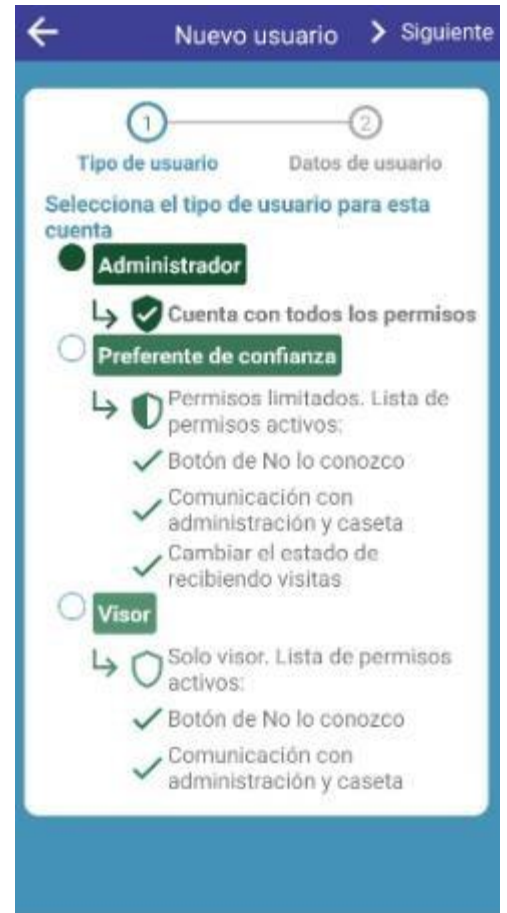 Nuevo usuario
Siguiente
1
2
Tipo de usuario
Datos de usuario
Selecciona el tipo de usuario para esta
cuenta
Administrador
Cuenta con todos los permisos
Preferente de confianza
Permisos limitados. Lista de
permisos activos:
Botón de No lo conozco
Comunicación con
administración y caseta
Cambiar el estado de
recibiendo visitas
Visor
Solo visor. Lista de permisos
activos:
Botón de No lo conozco
Comunicación con
administración y caseta